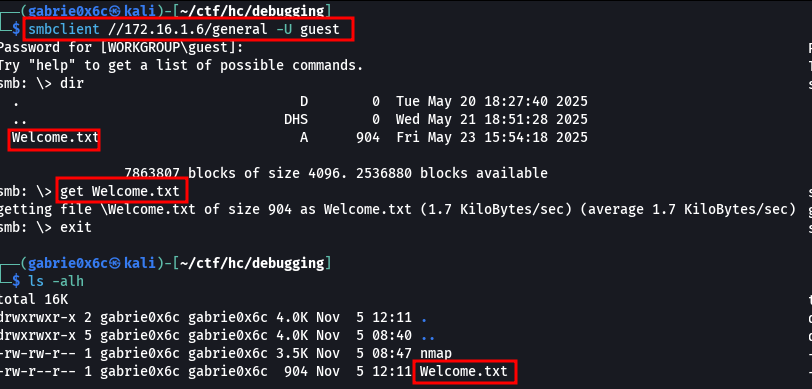 ┌──(gabrie0x6c㉿kali)-[~/ctf/hc/debugging]
└─$ smbclient //172.16.1.6/general -U guest
Password for [WORKGROUP\guest]:
Try "help" to get a list of possible commands.
smb: \> dir
. D 0 Tue May 20 18:27:40 2025
.. DHS 0 Wed May 21 18:51:28 2025
Welcome.txt A 904 Fri May 23 15:54:18 2025
7863807 blocks of size 4096. 2536880 blocks available
smb: \> get Welcome.txt
getting file \Welcome.txt of size 904 as Welcome.txt (1.7 KiloBytes/sec) (average 1.7 KiloBytes/sec)
smb: \> exit
┌──(gabrie0x6c㉿kali)-[~/ctf/hc/debugging]
└─$ ls -alh
total 16K
drwxrwxr-x 2 gabrie0x6c gabrie0x6c 4.0K Nov 5 12:11 .
drwxrwxr-x 5 gabrie0x6c gabrie0x6c 4.0K Nov 5 08:40 ..
-rw-rw-r-- 1 gabrie0x6c gabrie0x6c 3.5K Nov 5 08:47 nmap
-rw-r--r-- 1 gabrie0x6c gabrie0x6c 904 Nov 5 12:11 Welcome.txt